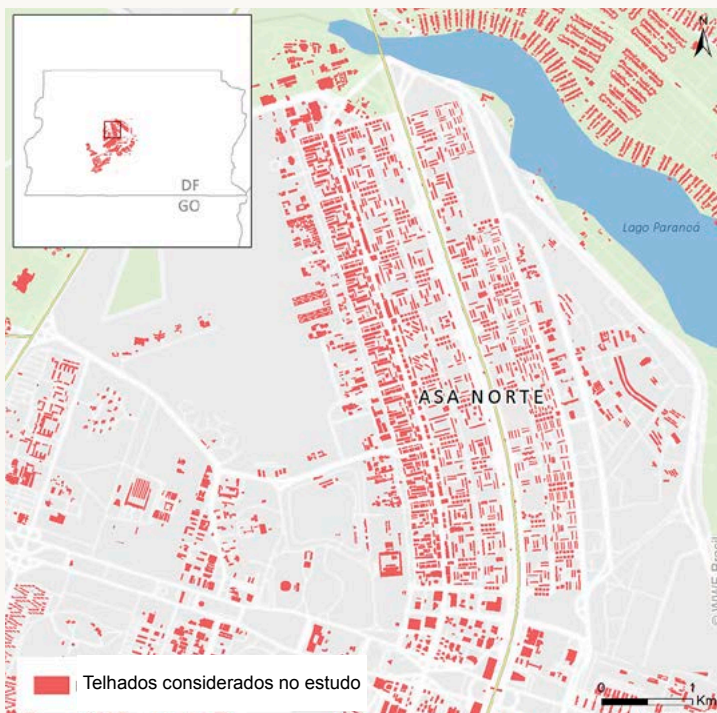 N
DF
GO
Lago Paranoá
ASA NORTE
© WWF Brasil
Telhados considerados no estudo
0 1
Km